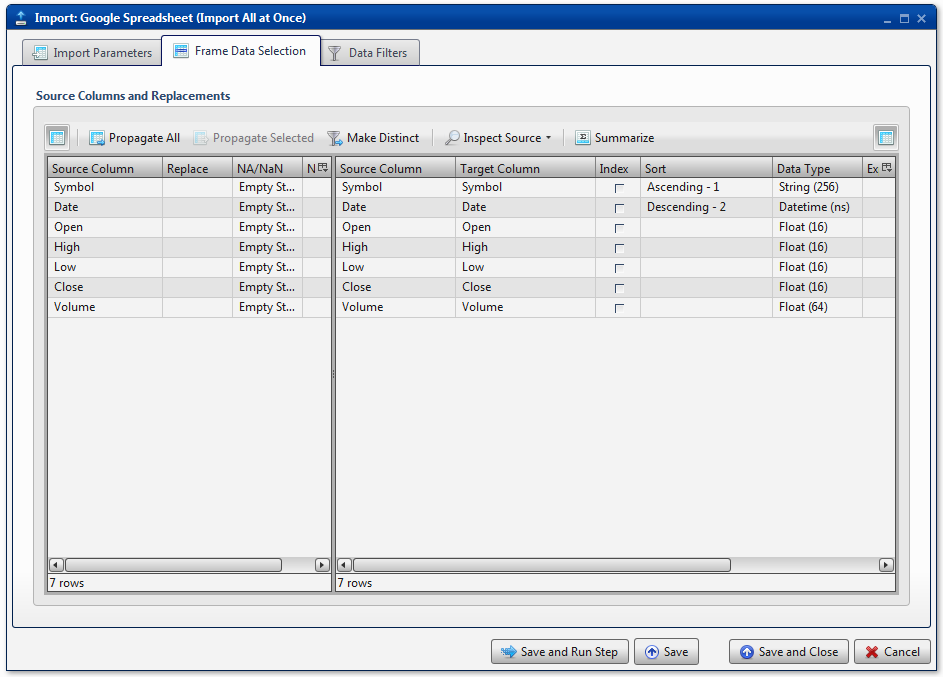 Import: Google Spreadsheet (Import All at Once)
Import Parameters Frame Data Selection Data Filters
Source Columns and Replacements
Propagate All Propagate Selected Make Distinct Inspect Source Summarize
Source Column Replace NA/NaN N Source Column Target Column Index Sort Data Type Ex
Symbol Empty St... Symbol Symbol Ascending - 1 String (256)
Date Empty St... Date Date Descending - 2 Datetime (ns)
Open Empty St... Open Open Float (16)
High Empty St... High High Float (16)
Low Empty St... Low Low Float (16)
Close Empty St... Close Close Float (16)
Volume Empty St... Volume Volume Float (64)
7 rows 7 rows
Save and Run Step Save Save and Close Cancel